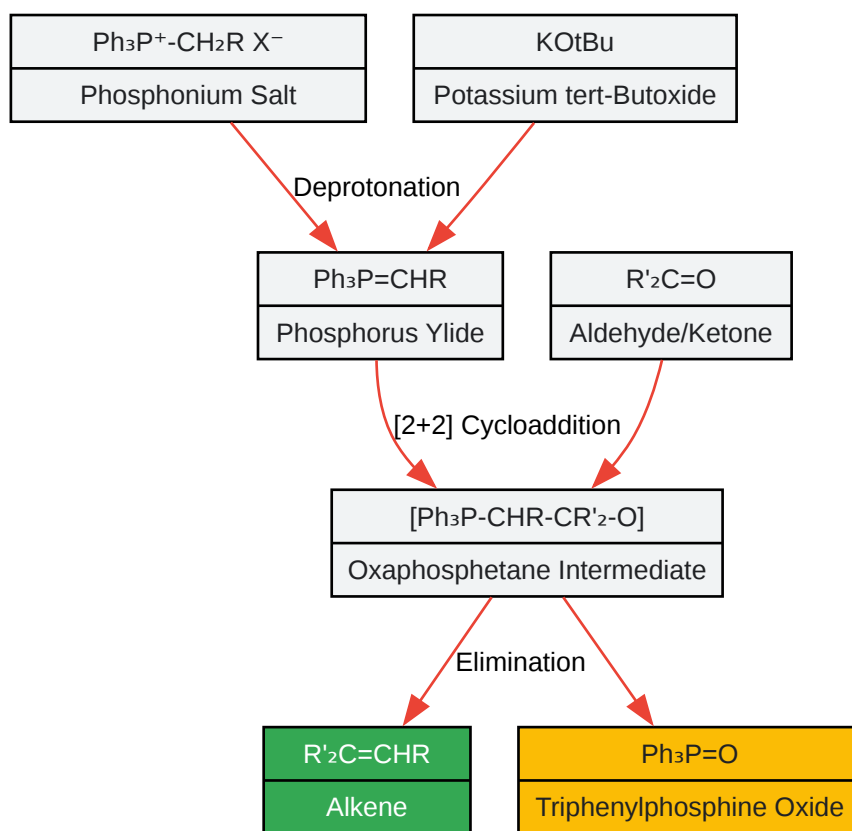 Ph₃P⁺-CH₂R X⁻
Phosphonium Salt
KOtBu
Potassium tert-Butoxide
Deprotonation
Ph₃P=CHR
Phosphorus Ylide
R'₂C=O
Aldehyde/Ketone
[2+2] Cycloaddition
[Ph₃P-CHR-CR'₂-O]
Oxaphosphetane Intermediate
Elimination
R'₂C=CHR
Alkene
Ph₃P=O
Triphenylphosphine Oxide